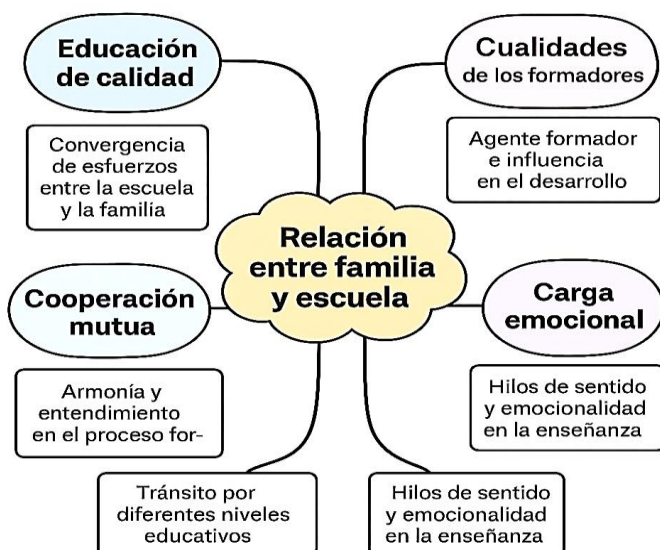 Educación
de calidad
Convergencia
de esfuerzos
entre la escuela
y la familia
Cualidades
de los formadores
Agente formador
e influencia
en el desarrollo
Relación
entre familia
y escuela
Cooperación
mutua
Armonía y
entendimiento
en el proceso for-
Carga
emocional
Hilos de sentido
y emocionalidad
en la enseñanza
Tránsito por
diferentes niveles
educativos
Hilos de sentido
y emocionalidad
en la enseñanza